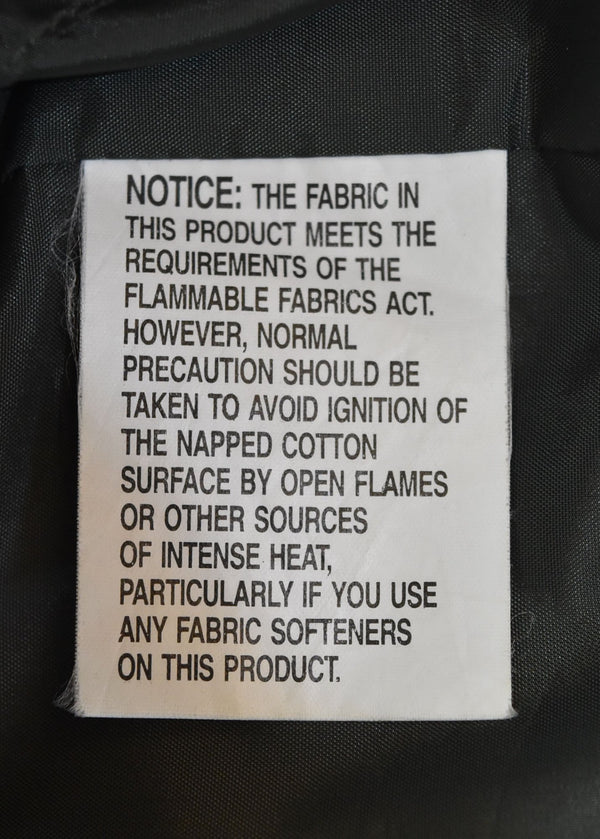 NOTICE: THE FABRIC IN
THIS PRODUCT MEETS THE
REQUIREMENTS OF THE
FLAMMABLE FABRICS ACT.
HOWEVER, NORMAL
PRECAUTION SHOULD BE
TAKEN TO AVOID IGNITION OF
THE NAPPED COTTON
SURFACE BY OPEN FLAMES
OR OTHER SOURCES
OF INTENSE HEAT,
PARTICULARLY IF YOU USE
ANY FABRIC SOFTENERS
ON THIS PRODUCT.